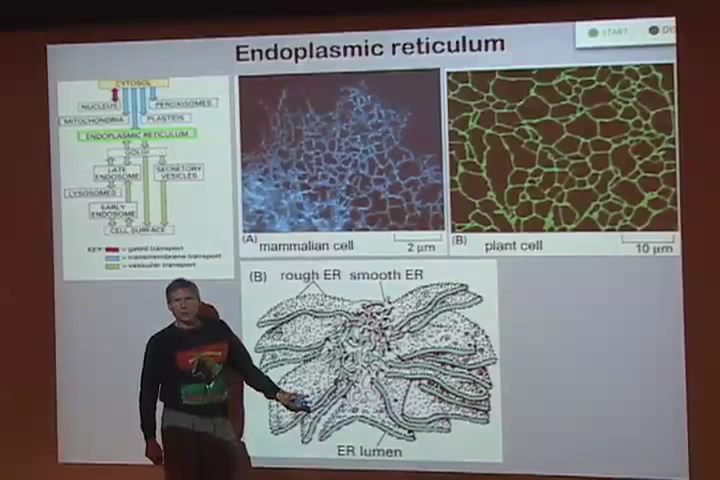 Endoplasmic reticulum
START
CYTOSOL
NUCLEUS
PEROXISOMES
MITOCHONDRIA
PLASTIDS
ENDOPLASMIC RETICULUM
GOLGI
LATE
ENDOSOME
SECRETORY
VESICLES
LYSOSOMES
EARLY
ENDOSOME
CELL SURFACE
KEY: = gated transport
= transmembrane transport
= vesicular transport
(A)
mammalian cell
2 µm
(B)
plant cell
10 µm
(B)
rough ER smooth ER
ER lumen